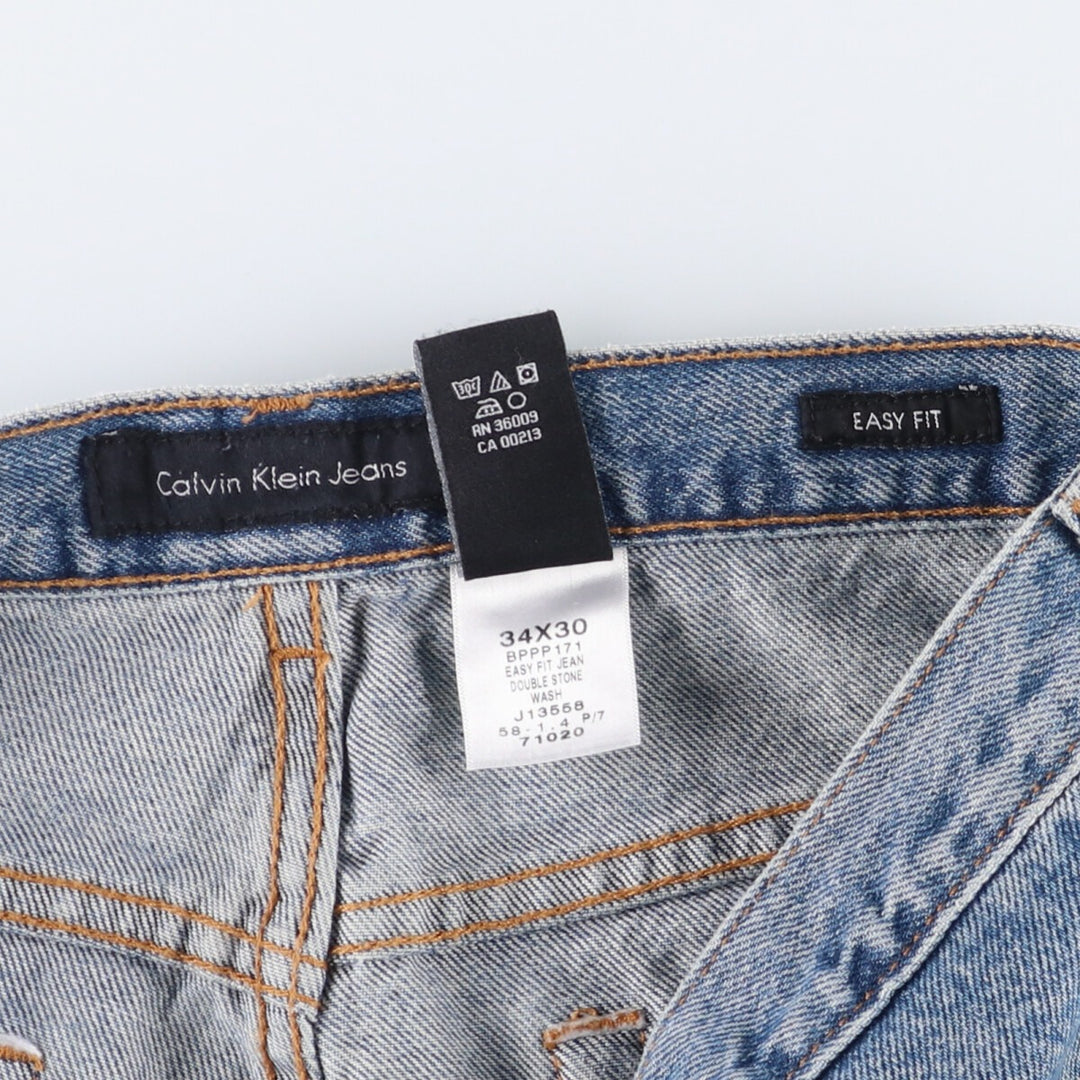 Calvin Klein Jeans
30C
RN 36009
CA 00213
EASY FIT
34X30
BPPP171
EASY FIT JEAN
DOUBLE STONE
WASH
J13558
58-1.4 P/7
71020